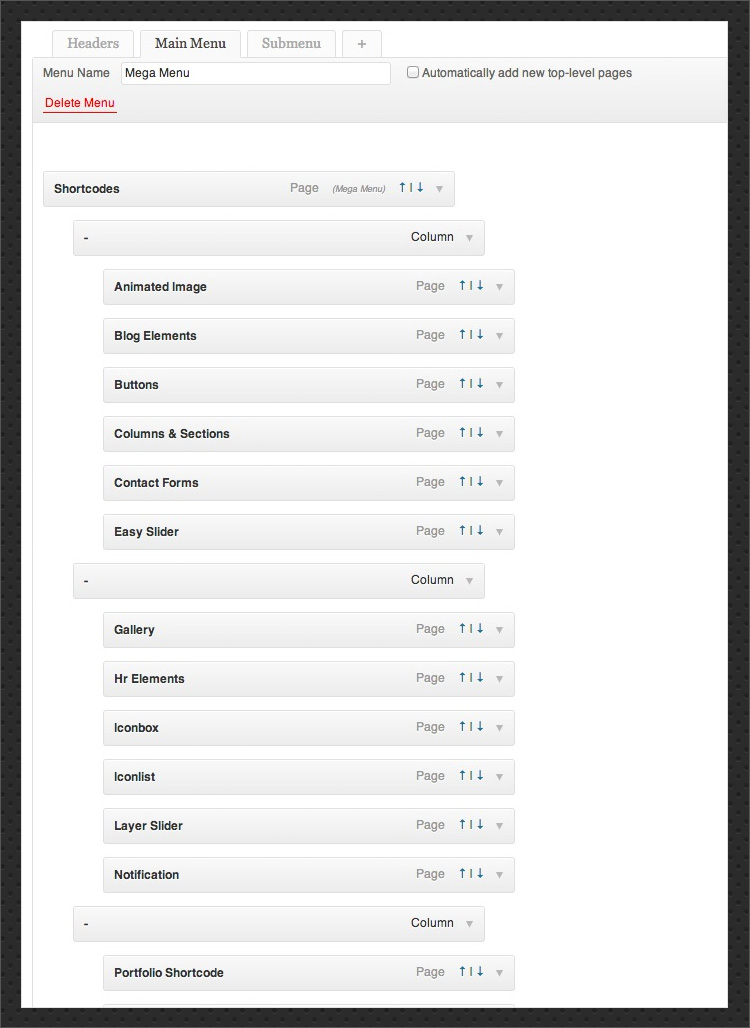 Headers Main Menu Submenu +
Menu Name Mega Menu Automatically add new top-level pages
Delete Menu
Shortcodes Page (Mega Menu) ↑ | ↓ ▼
- Column ▼
Animated Image Page ↑ | ↓ ▼
Blog Elements Page ↑ | ↓ ▼
Buttons Page ↑ | ↓ ▼
Columns & Sections Page ↑ | ↓ ▼
Contact Forms Page ↑ | ↓ ▼
Easy Slider Page ↑ | ↓ ▼
- Column ▼
Gallery Page ↑ | ↓ ▼
Hr Elements Page ↑ | ↓ ▼
Iconbox Page ↑ | ↓ ▼
Iconlist Page ↑ | ↓ ▼
Layer Slider Page ↑ | ↓ ▼
Notification Page ↑ | ↓ ▼
- Column ▼
Portfolio Shortcode Page ↑ | ↓ ▼